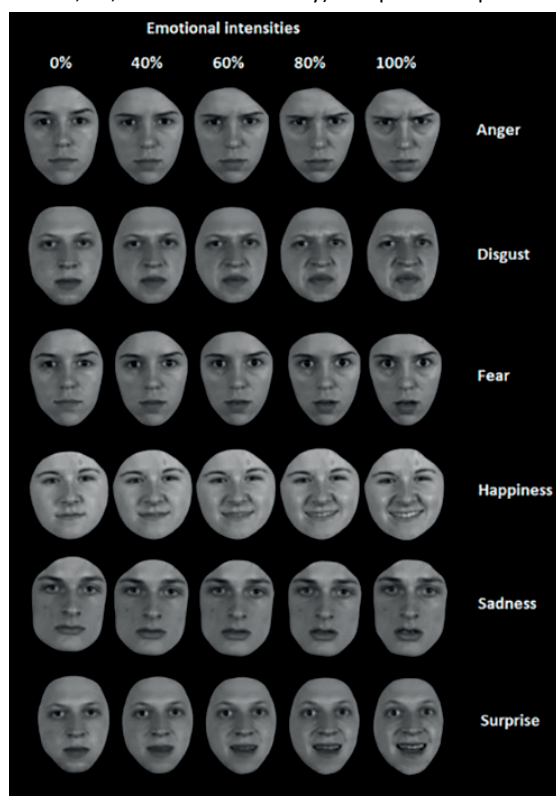 Emotional intensities
0% 40% 60% 80% 100%
Anger
Disgust
Fear
Happiness
Sadness
Surprise